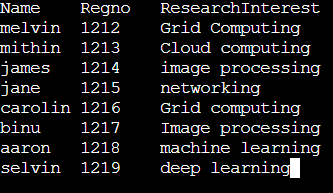 Name    Regno   ResearchInterest
melvin  1212    Grid Computing
mithin  1213    Cloud computing
james   1214    image processing
jane    1215    networking
carolin 1216    Grid computing
binu    1217    Image processing
aaron   1218    machine learning
selvin  1219    deep learning